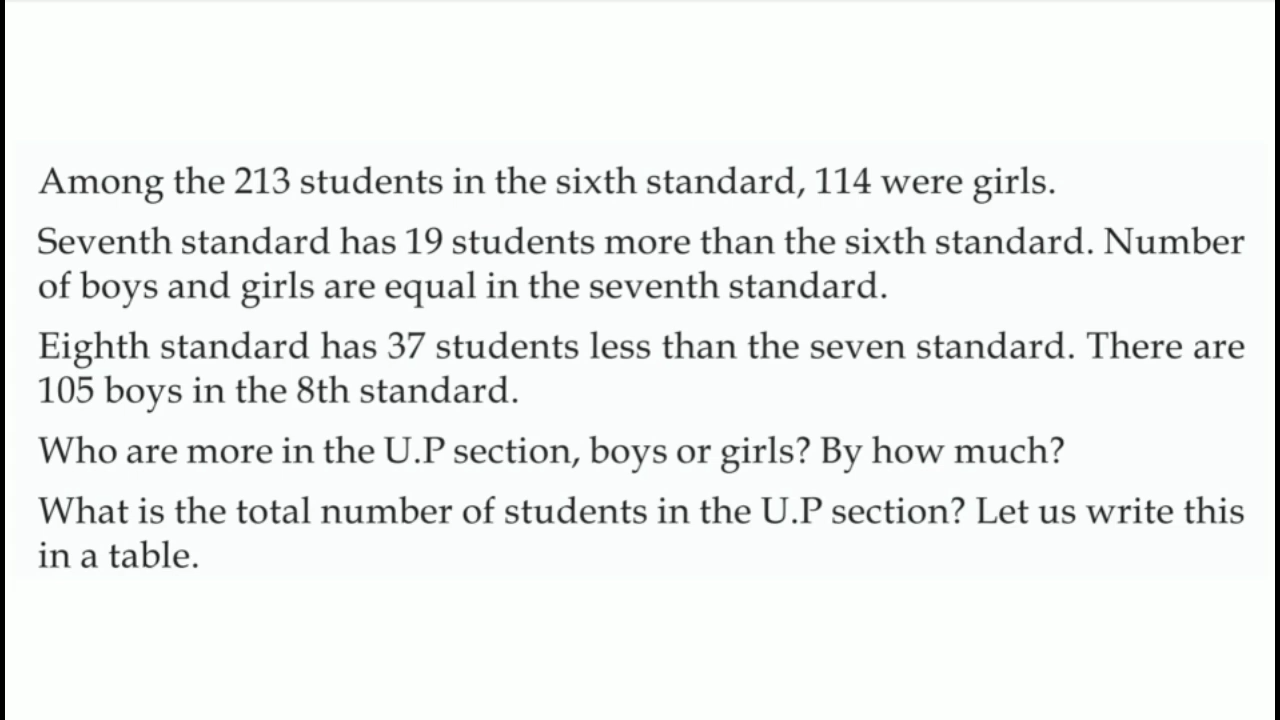 Among the 213 students in the sixth standard, 114 were girls.
Seventh standard has 19 students more than the sixth standard. Number
of boys and girls are equal in the seventh standard.
Eighth standard has 37 students less than the seven standard. There are
105 boys in the 8th standard.
Who are more in the U.P section, boys or girls? By how much?
What is the total number of students in the U.P section? Let us write this
in a table.